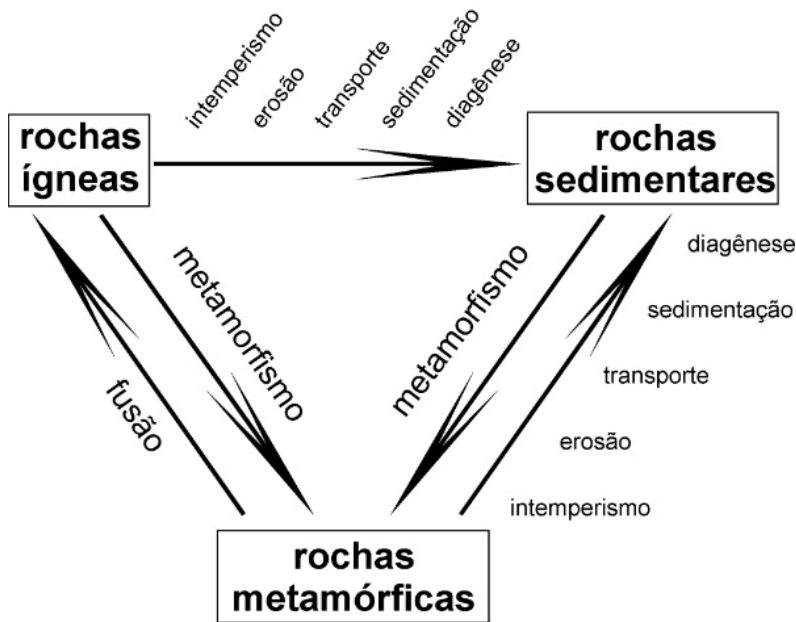 intemperismo
erosão
transporte
sedimentação
diagênese
rochas
ígneas
rochas
sedimentares
metamorfismo
fusão
metamorfismo
diagênese
sedimentação
transporte
erosão
intemperismo
rochas
metamórficas